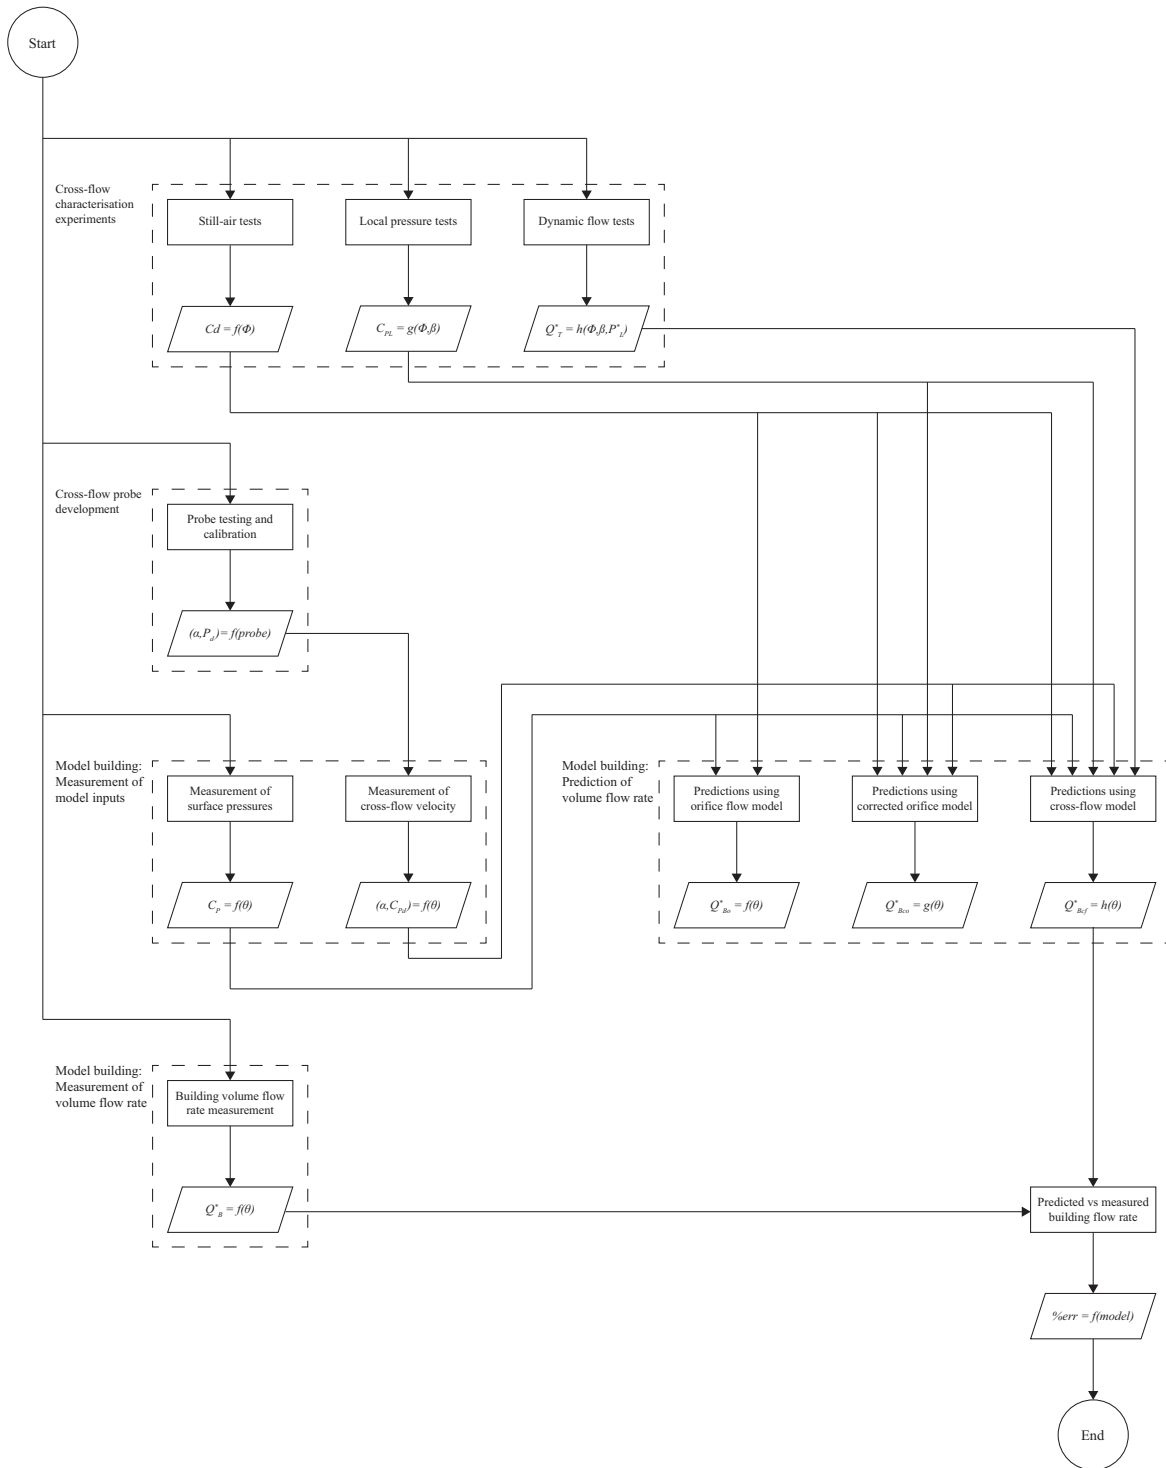 Start
Cross-flow
characterisation
experiments
Still-air tests
Local pressure tests
Dynamic flow tests
Cd = f(Φ)
C_PL = g(Φ,β)
Q*_T = h(Φ,β,P*_L)
Cross-flow probe
development
Probe testing and
calibration
(α,P_d) = f(probe)
Model building:
Measurement of
model inputs
Measurement of
surface pressures
Measurement of
cross-flow velocity
C_P = f(θ)
(α,C_Pd) = f(θ)
Model building:
Prediction of
volume flow rate
Predictions using
orifice flow model
Predictions using
corrected orifice model
Predictions using
cross-flow model
Q*_Bo = f(θ)
Q*_Bco = g(θ)
Q*_Bcf = h(θ)
Model building:
Measurement of
volume flow rate
Building volume flow
rate measurement
Q*_B = f(θ)
Predicted vs measured
building flow rate
%err = f(model)
End